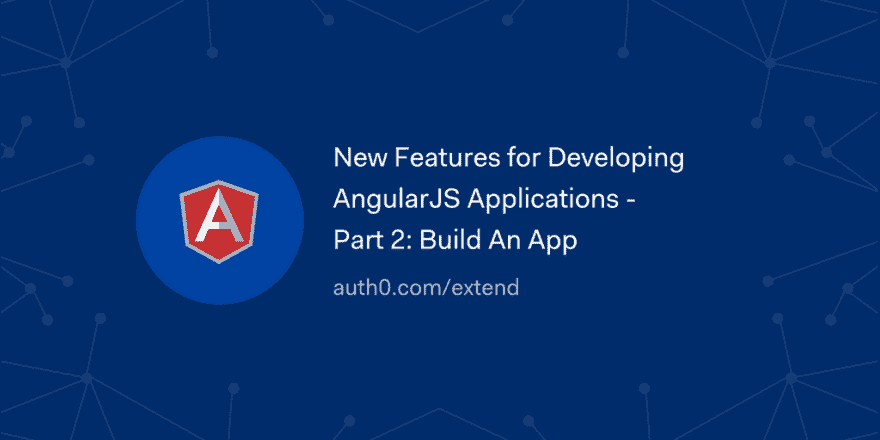 New Features for Developing
AngularJS Applications -
Part 2: Build An App
auth0.com/extend